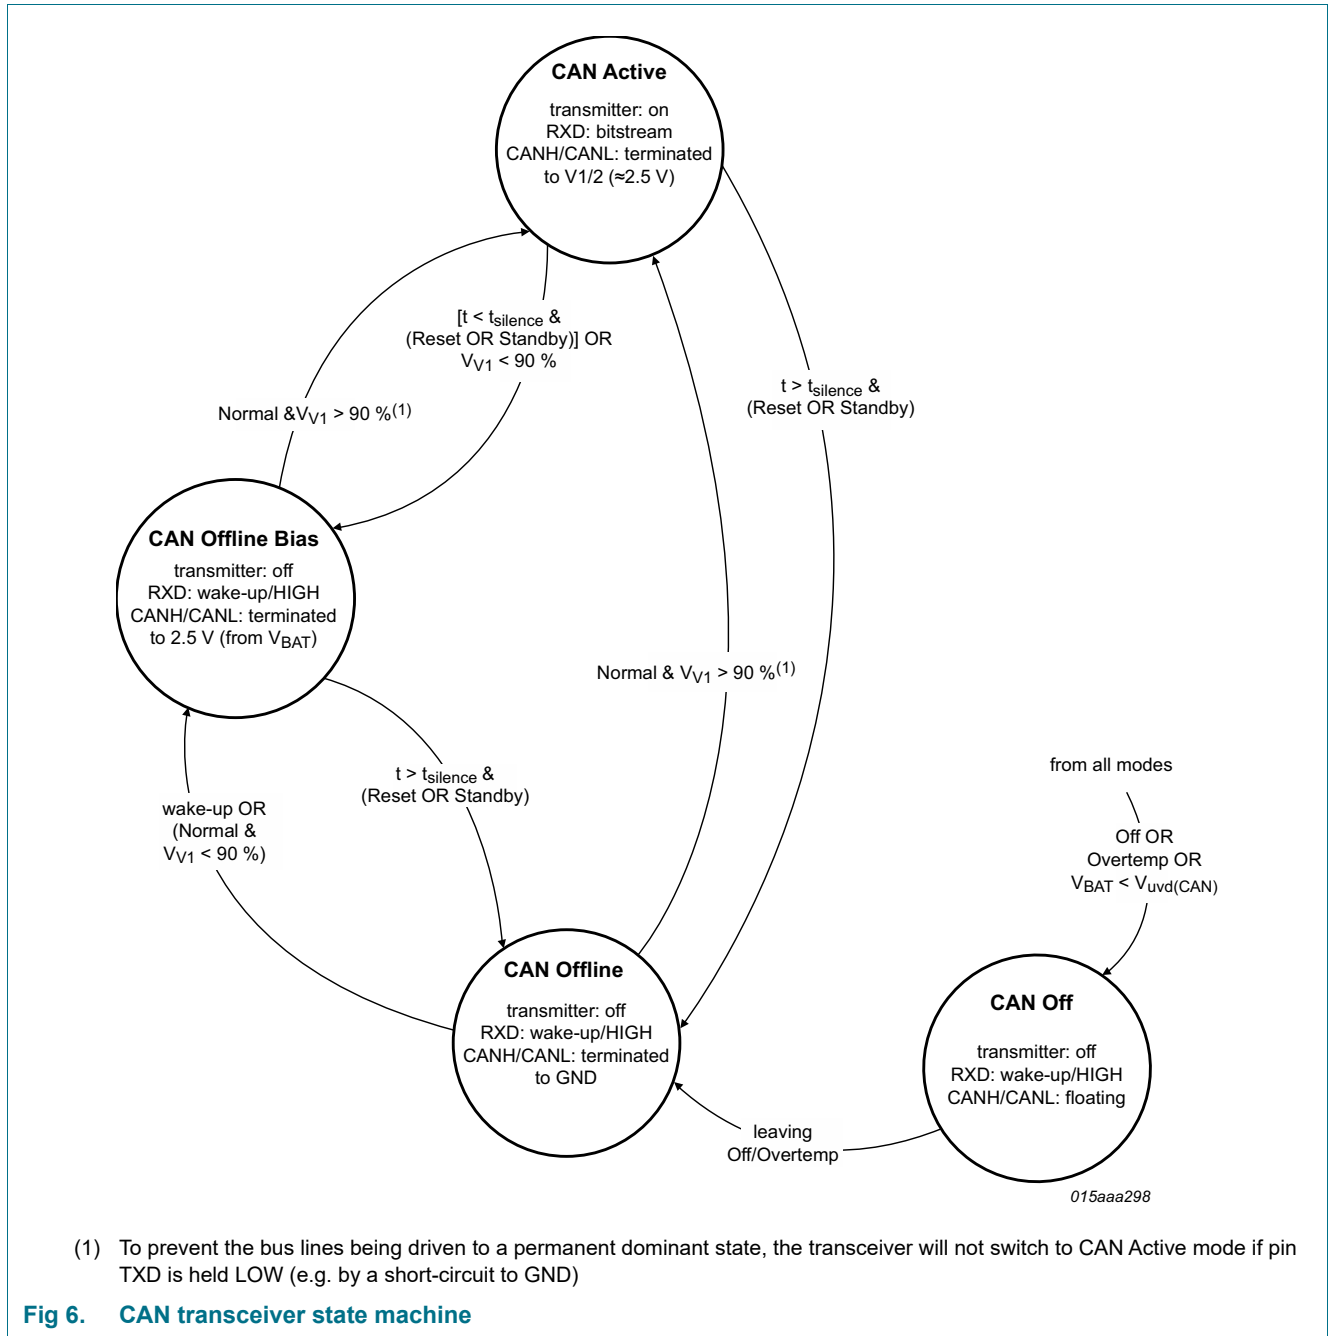 CAN Active
transmitter: on
RXD: bitstream
CANH/CANL: terminated
to V1/2 (≈2.5 V)
[t < tsilence &
(Reset OR Standby)] OR
VV1 < 90 %
t > tsilence &
(Reset OR Standby)
Normal &VV1 > 90 %(1)
CAN Offline Bias
transmitter: off
RXD: wake-up/HIGH
CANH/CANL: terminated
to 2.5 V (from VBAT)
Normal & VV1 > 90 %(1)
t > tsilence &
(Reset OR Standby)
wake-up OR
(Normal &
VV1 < 90 %)
from all modes
Off OR
Overtemp OR
VBAT < Vuvd(CAN)
CAN Offline
transmitter: off
RXD: wake-up/HIGH
CANH/CANL: terminated
to GND
CAN Off
transmitter: off
RXD: wake-up/HIGH
CANH/CANL: floating
leaving
Off/Overtemp
015aaa298
(1) To prevent the bus lines being driven to a permanent dominant state, the transceiver will not switch to CAN Active mode if pin
TXD is held LOW (e.g. by a short-circuit to GND)
Fig 6. CAN transceiver state machine